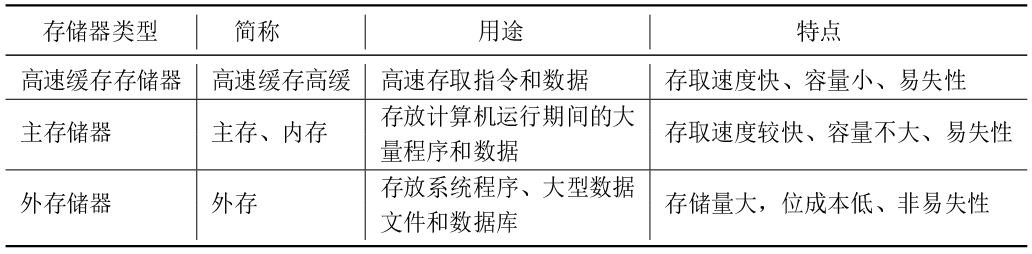 存储器类型 简称 用途 特点
高速缓存存储器 高速缓存高缓 高速存取指令和数据 存取速度快、容量小、易失性
主存储器 主存、内存 存放计算机运行期间的大 存取速度较快、容量不大、易失性
量程序和数据
外存储器 外存 存放系统程序、大型数据 存储量大，位成本低、非易失性
文件和数据库